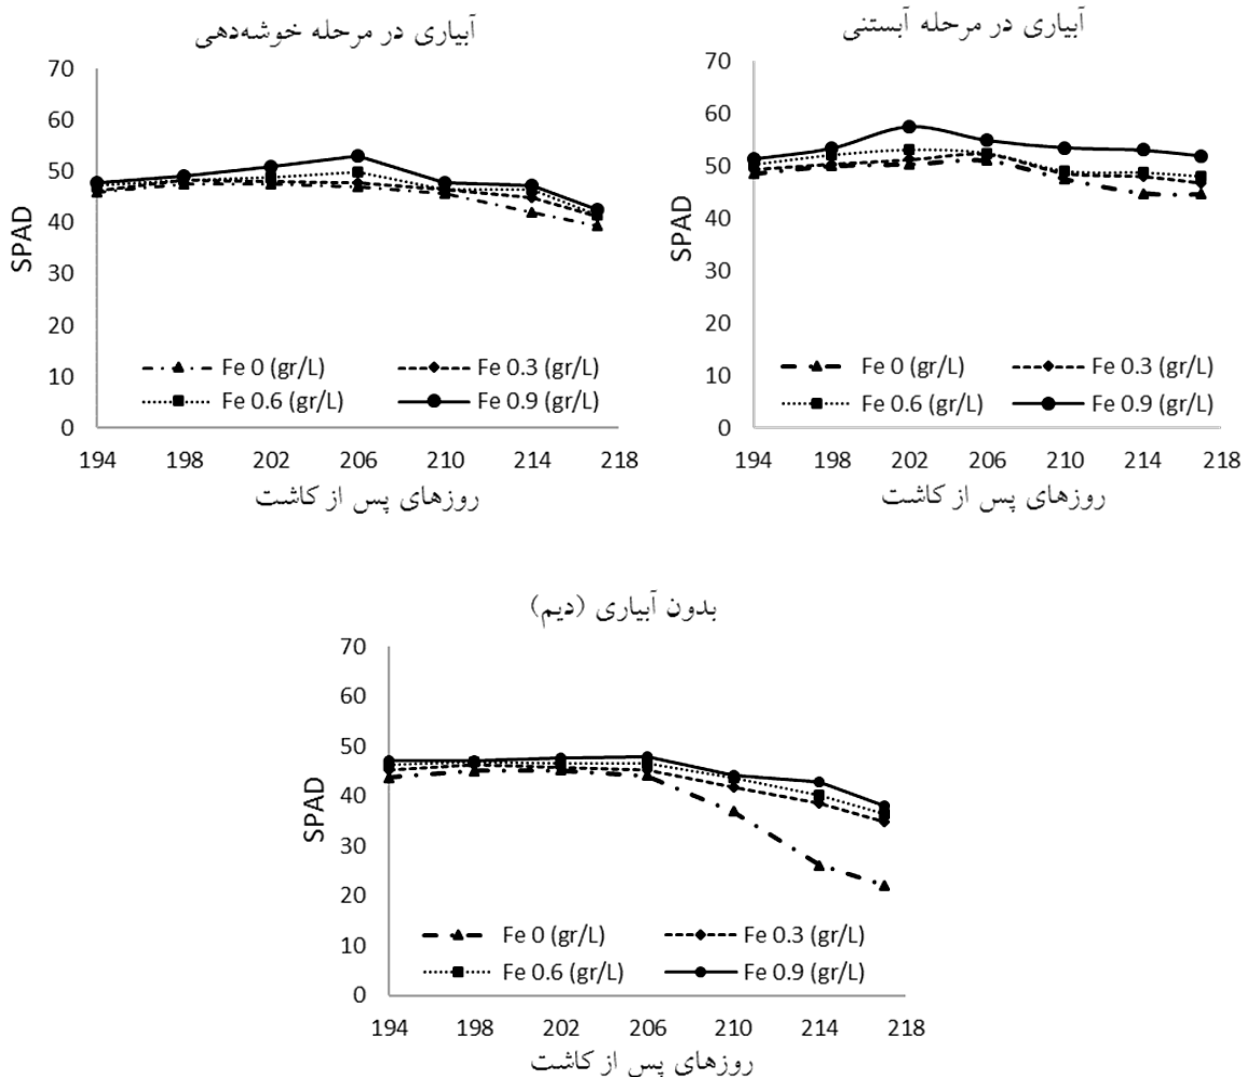 آبیاری در مرحله خوشه‌دهی
70
60
50
40
30
20
10
0
SPAD
Fe 0 (gr/L)
Fe 0.3 (gr/L)
Fe 0.6 (gr/L)
Fe 0.9 (gr/L)
194 198 202 206 210 214 218
روزهای پس از کاشت
آبیاری در مرحله آبستنی
70
60
50
40
30
20
10
0
SPAD
Fe 0 (gr/L)
Fe 0.3 (gr/L)
Fe 0.6 (gr/L)
Fe 0.9 (gr/L)
194 198 202 206 210 214 218
روزهای پس از کاشت
بدون آبیاری (دیم)
70
60
50
40
30
20
10
0
SPAD
Fe 0 (gr/L)
Fe 0.3 (gr/L)
Fe 0.6 (gr/L)
Fe 0.9 (gr/L)
194 198 202 206 210 214 218
روزهای پس از کاشت